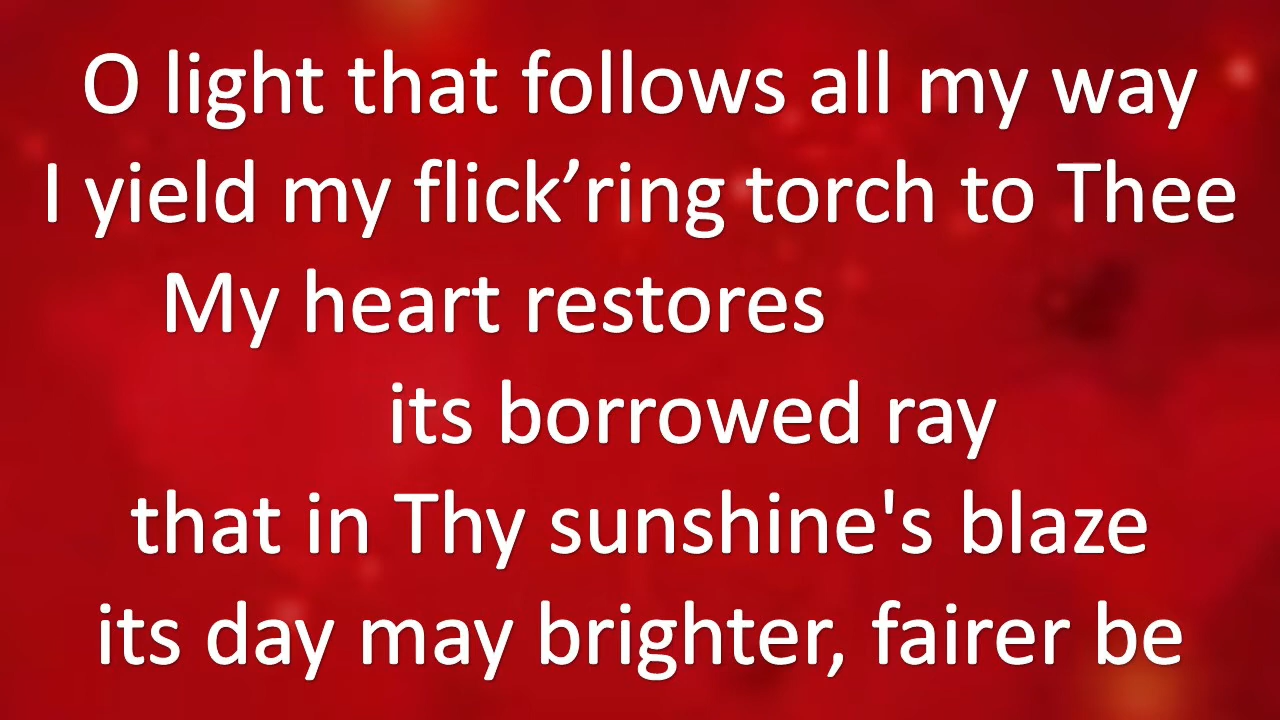 O light that follows all my way
I yield my flick’ring torch to Thee
My heart restores
its borrowed ray
that in Thy sunshine's blaze
its day may brighter, fairer be